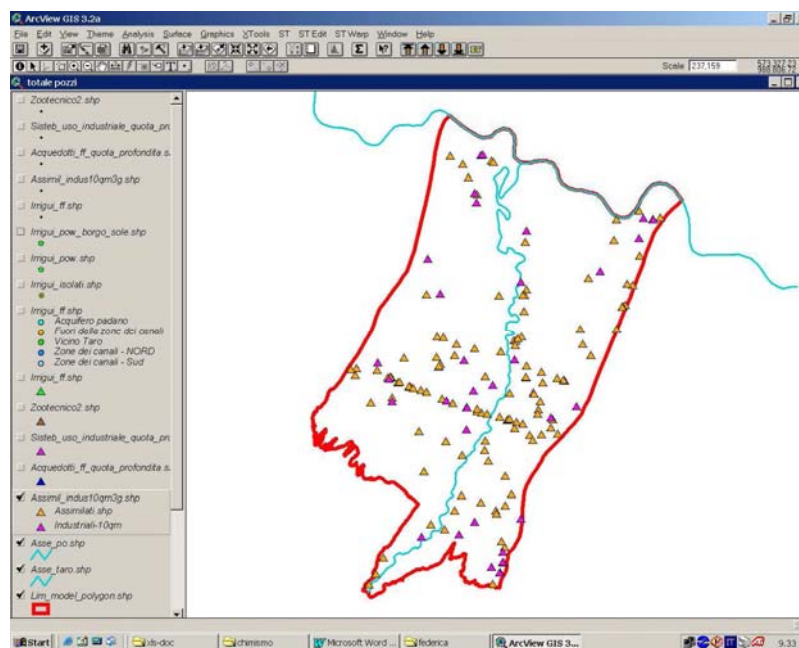 ArcView GIS 3.2a
File Edit View Theme Analysis Surface Graphics XTools ST ST Edit ST Warp Window Help
Scale 237,159
totale pozzi
Zootecnico2.shp
Sisteb_uso_industriale_quota_pro
Acquedotti_ff_quota_profondita.s
Assimil_indus10qm3g.shp
Irrigui_ff.shp
Irrigui_pow_borgo_sole.shp
Irrigui_pow.shp
Irrigui_isolati.shp
Irrigui_ff.shp
Acquifero padano
Fuori delle zone dei canali
Vicino Taro
Zone dei canali - NORD
Zone dei canali - Sud
Irrigui_ff.shp
Zootecnico2.shp
Sisteb_uso_industriale_quota_pro
Acquedotti_ff_quota_profondita.s
Assimil_indus10qm3g.shp
Assimilati.shp
Industriali-10qm
Asse_po.shp
Asse_taro.shp
Lim_model_polygon.shp
Start
xls-doc
chimismo
Microsoft Word ...
federica
ArcView GIS 3...
IT
9.33